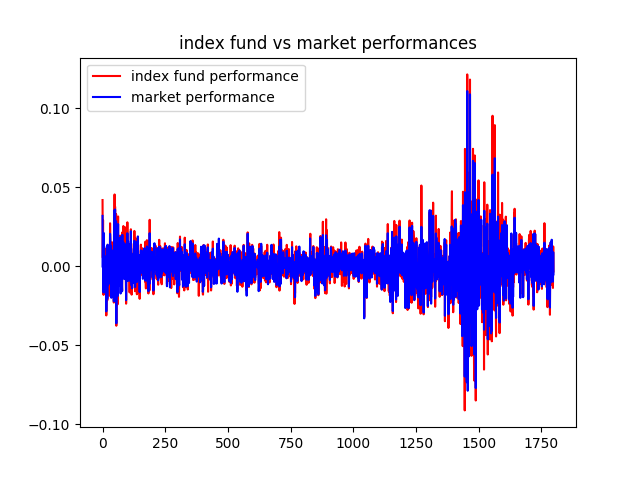 index fund vs market performances
index fund performance
market performance
0.10
0.05
0.00
−0.05
−0.10
0 250 500 750 1000 1250 1500 1750